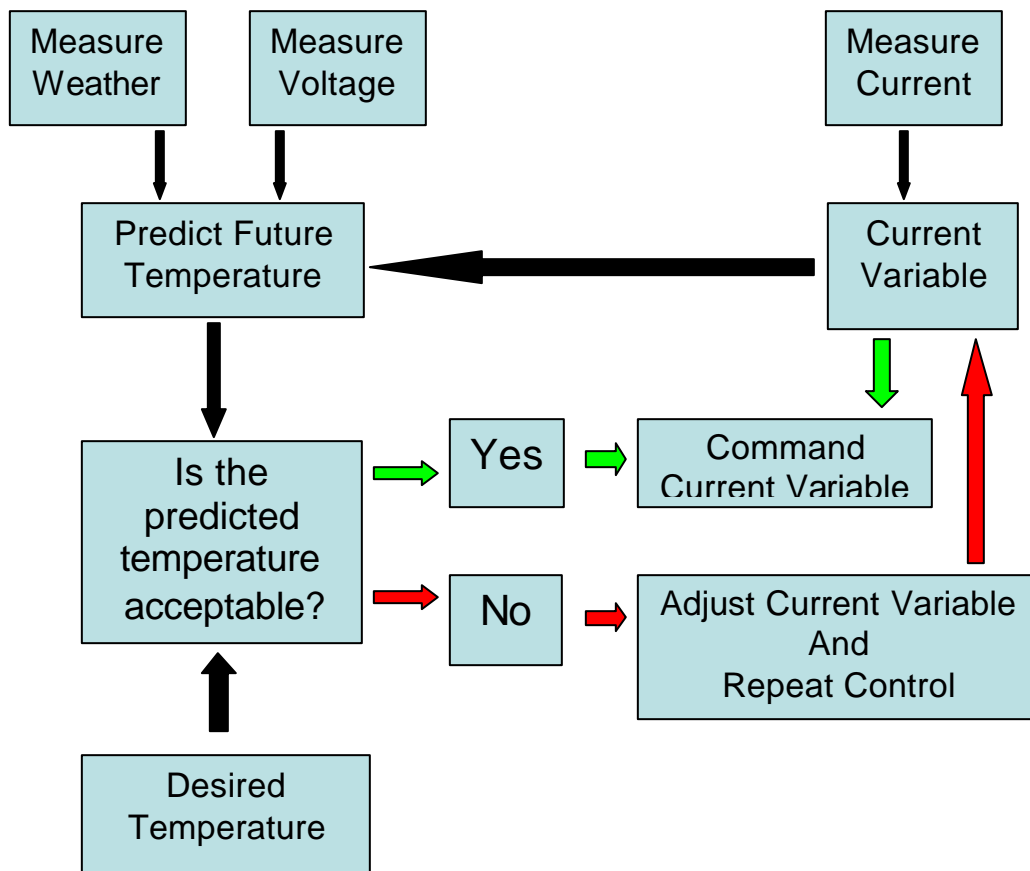 Measure
Weather
Measure
Voltage
Measure
Current
Predict Future
Temperature
Current
Variable
Is the
predicted
temperature
acceptable?
Yes
Command
Current Variable
No
Adjust Current Variable
And
Repeat Control
Desired
Temperature